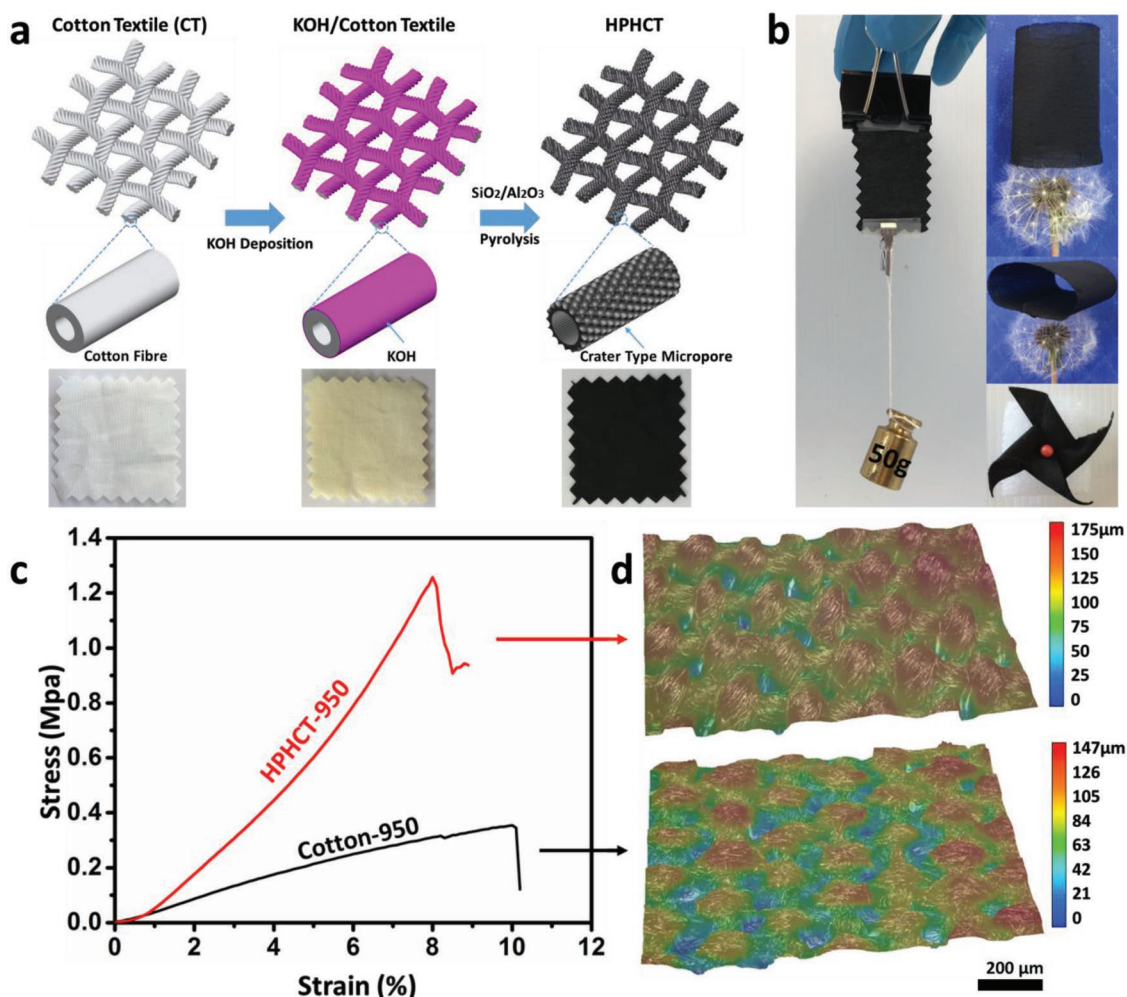 a
Cotton Textile (CT)
KOH/Cotton Textile
HPHCT
KOH Deposition
SiO2/Al2O3
Pyrolysis
Cotton Fibre
KOH
Crater Type Micropore
b
50g
c
Stress (Mpa)
1.4
1.2
1.0
0.8
0.6
0.4
0.2
0.0
HPHCT-950
Cotton-950
0 2 4 6 8 10 12
Strain (%)
d
175μm
150
125
100
75
50
25
0
147μm
126
105
84
63
42
21
0
200 μm